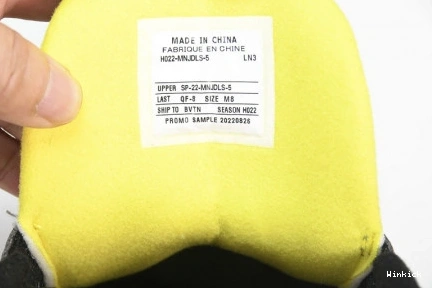 MADE IN CHINA
FABRIQUE EN CHINE
H022-MNJDLS-5 LN3
UPPER SP-22-MNJDLS-5
LAST QF-8 SIZE M8
SHIP TO BVTN SEASON H022
PROMO SAMPLE 20220826